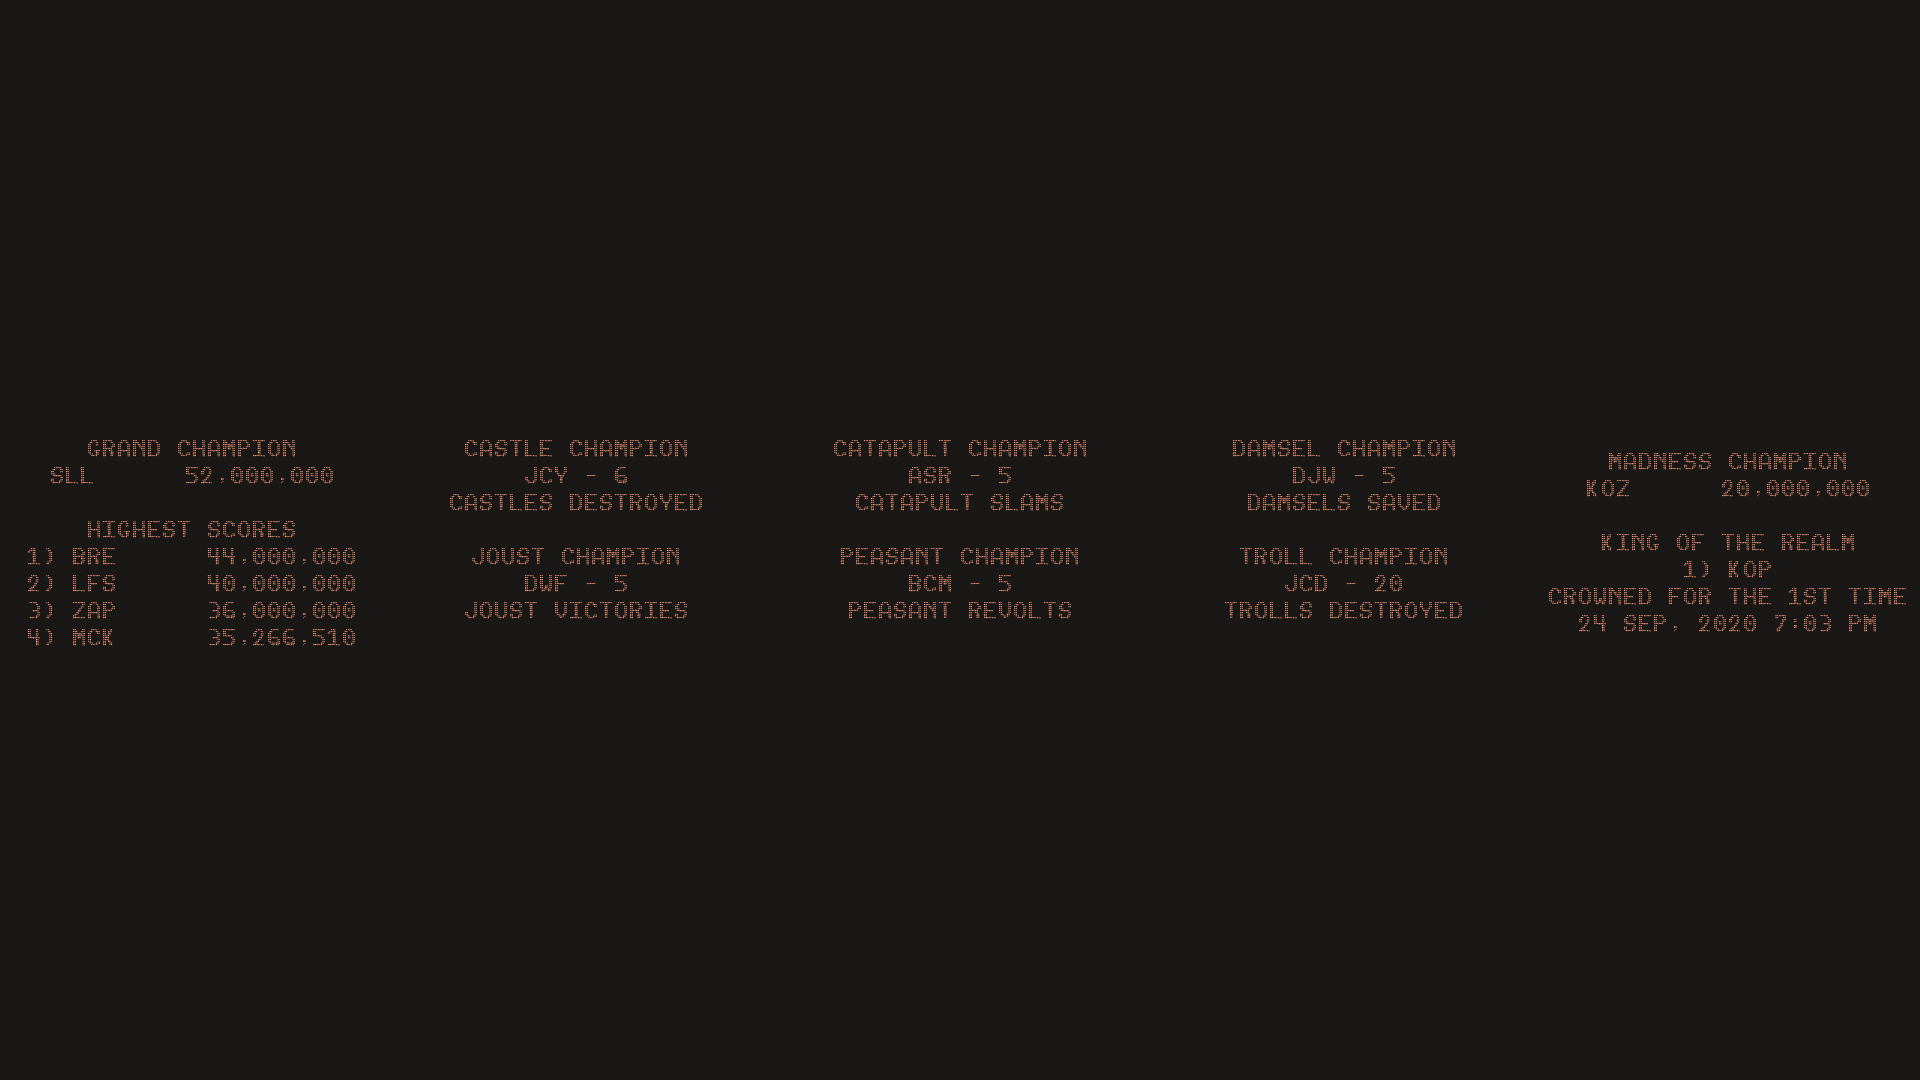 GRAND CHAMPION
SLL 52,000,000
HIGHEST SCORES
1) BRE 44,000,000
2) LFS 40,000,000
3) ZAP 36,000,000
4) MCK 35,266,510
CASTLE CHAMPION
JCY - 6
CASTLES DESTROYED
JOUST CHAMPION
DWF - 5
JOUST VICTORIES
CATAPULT CHAMPION
ASR - 5
CATAPULT SLAMS
PEASANT CHAMPION
BCM - 5
PEASANT REVOLTS
DAMSEL CHAMPION
DJW - 5
DAMSELS SAVED
TROLL CHAMPION
JCD - 20
TROLLS DESTROYED
MADNESS CHAMPION
KOZ 20,000,000
KING OF THE REALM
1) KOP
CROWNED FOR THE 1ST TIME
24 SEP, 2020 7:03 PM